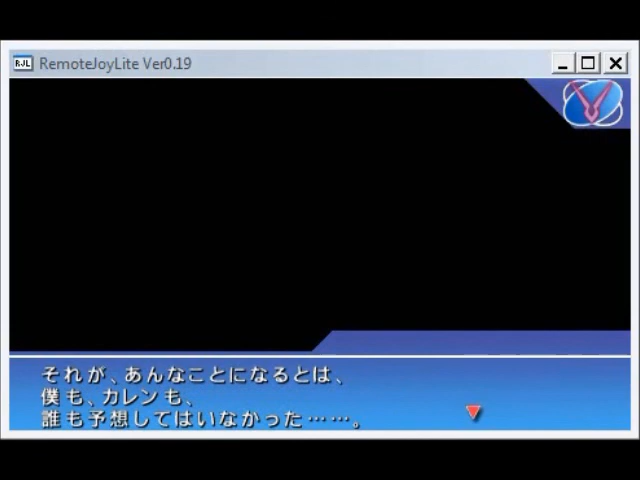 RJL RemoteJoyLite Ver0.19
それが、あんなことになるとは、
僕も、カレンも、
誰も予想してはいなかった……。